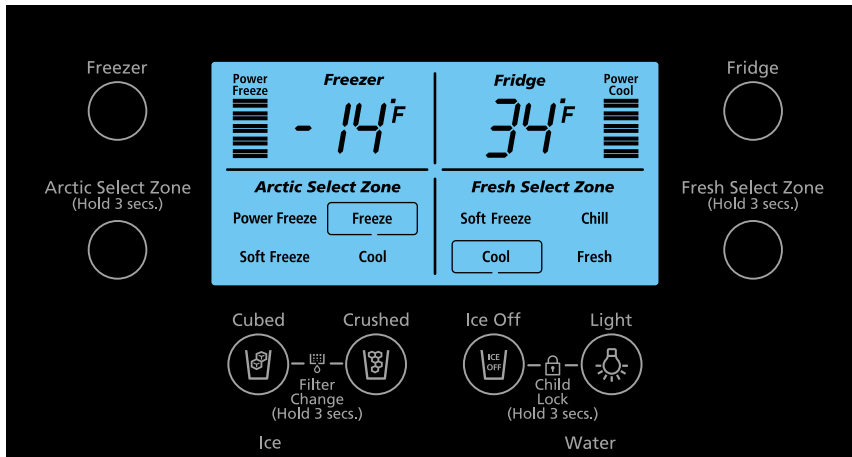 Freezer
Fridge
Power
Freeze
Freezer
-14°F
Fridge
34°F
Power
Cool
Arctic Select Zone
(Hold 3 secs.)
Fresh Select Zone
(Hold 3 secs.)
Arctic Select Zone
Power Freeze Freeze
Soft Freeze Cool
Fresh Select Zone
Soft Freeze Chill
Cool Fresh
Cubed Crushed
Filter
Change
(Hold 3 secs.)
Ice
Ice Off Light
ICE
OFF
Child
Lock
(Hold 3 secs.)
Water